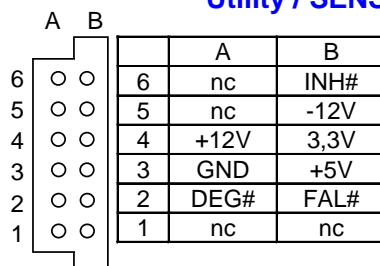 Utility / SENS
A B
A B
6 6 nc INH#
5 5 nc -12V
4 4 +12V 3,3V
3 3 GND +5V
2 2 DEG# FAL#
1 1 nc nc